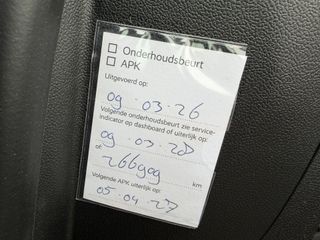 ☐ Onderhoudsbeurt
☐ APK
Uitgevoerd op:
09-03-26
Volgende onderhoudsbeurt zie service-
indicator op dashboard of uiterlijk op:
09-03-20
of: 266909 km
Volgende APK uiterlijk op:
05-04-27